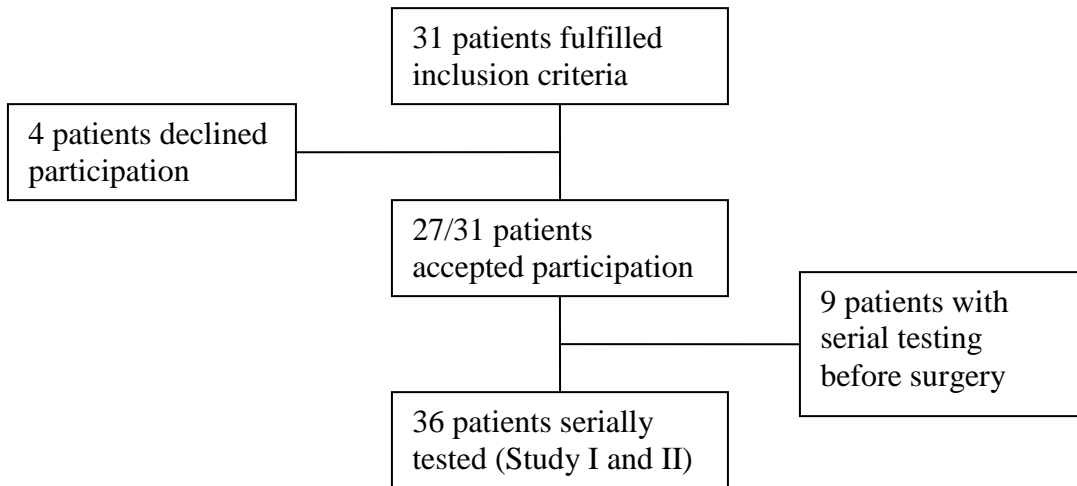 31 patients fulfilled
inclusion criteria
4 patients declined
participation
27/31 patients
accepted participation
9 patients with
serial testing
before surgery
36 patients serially
tested (Study I and II)